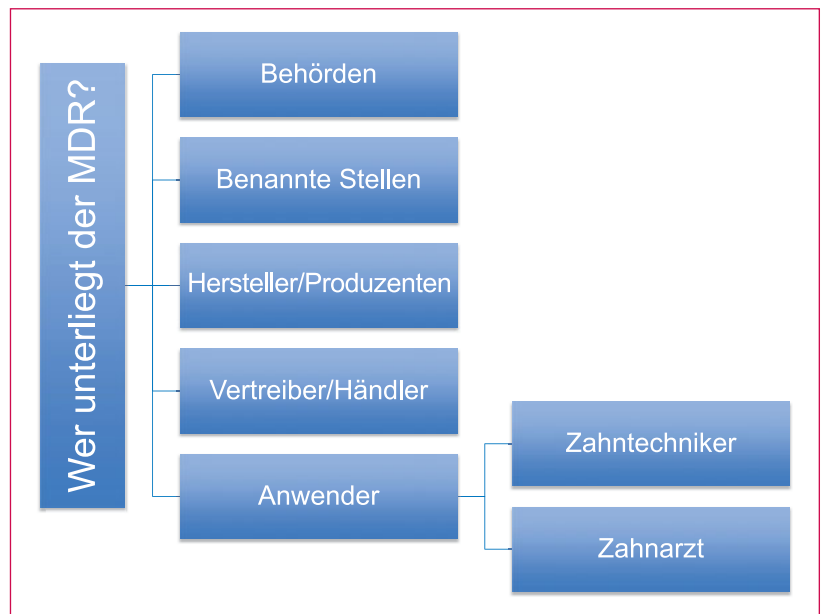 Wer unterliegt der MDR?
Behörden
Benannte Stellen
Hersteller/Produzenten
Vertreiber/Händler
Anwender
Zahntechniker
Zahnarzt